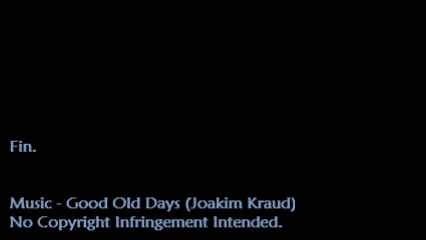 Fin.
Music - Good Old Days (Joakim Kraud)
No Copyright Infringement Intended.